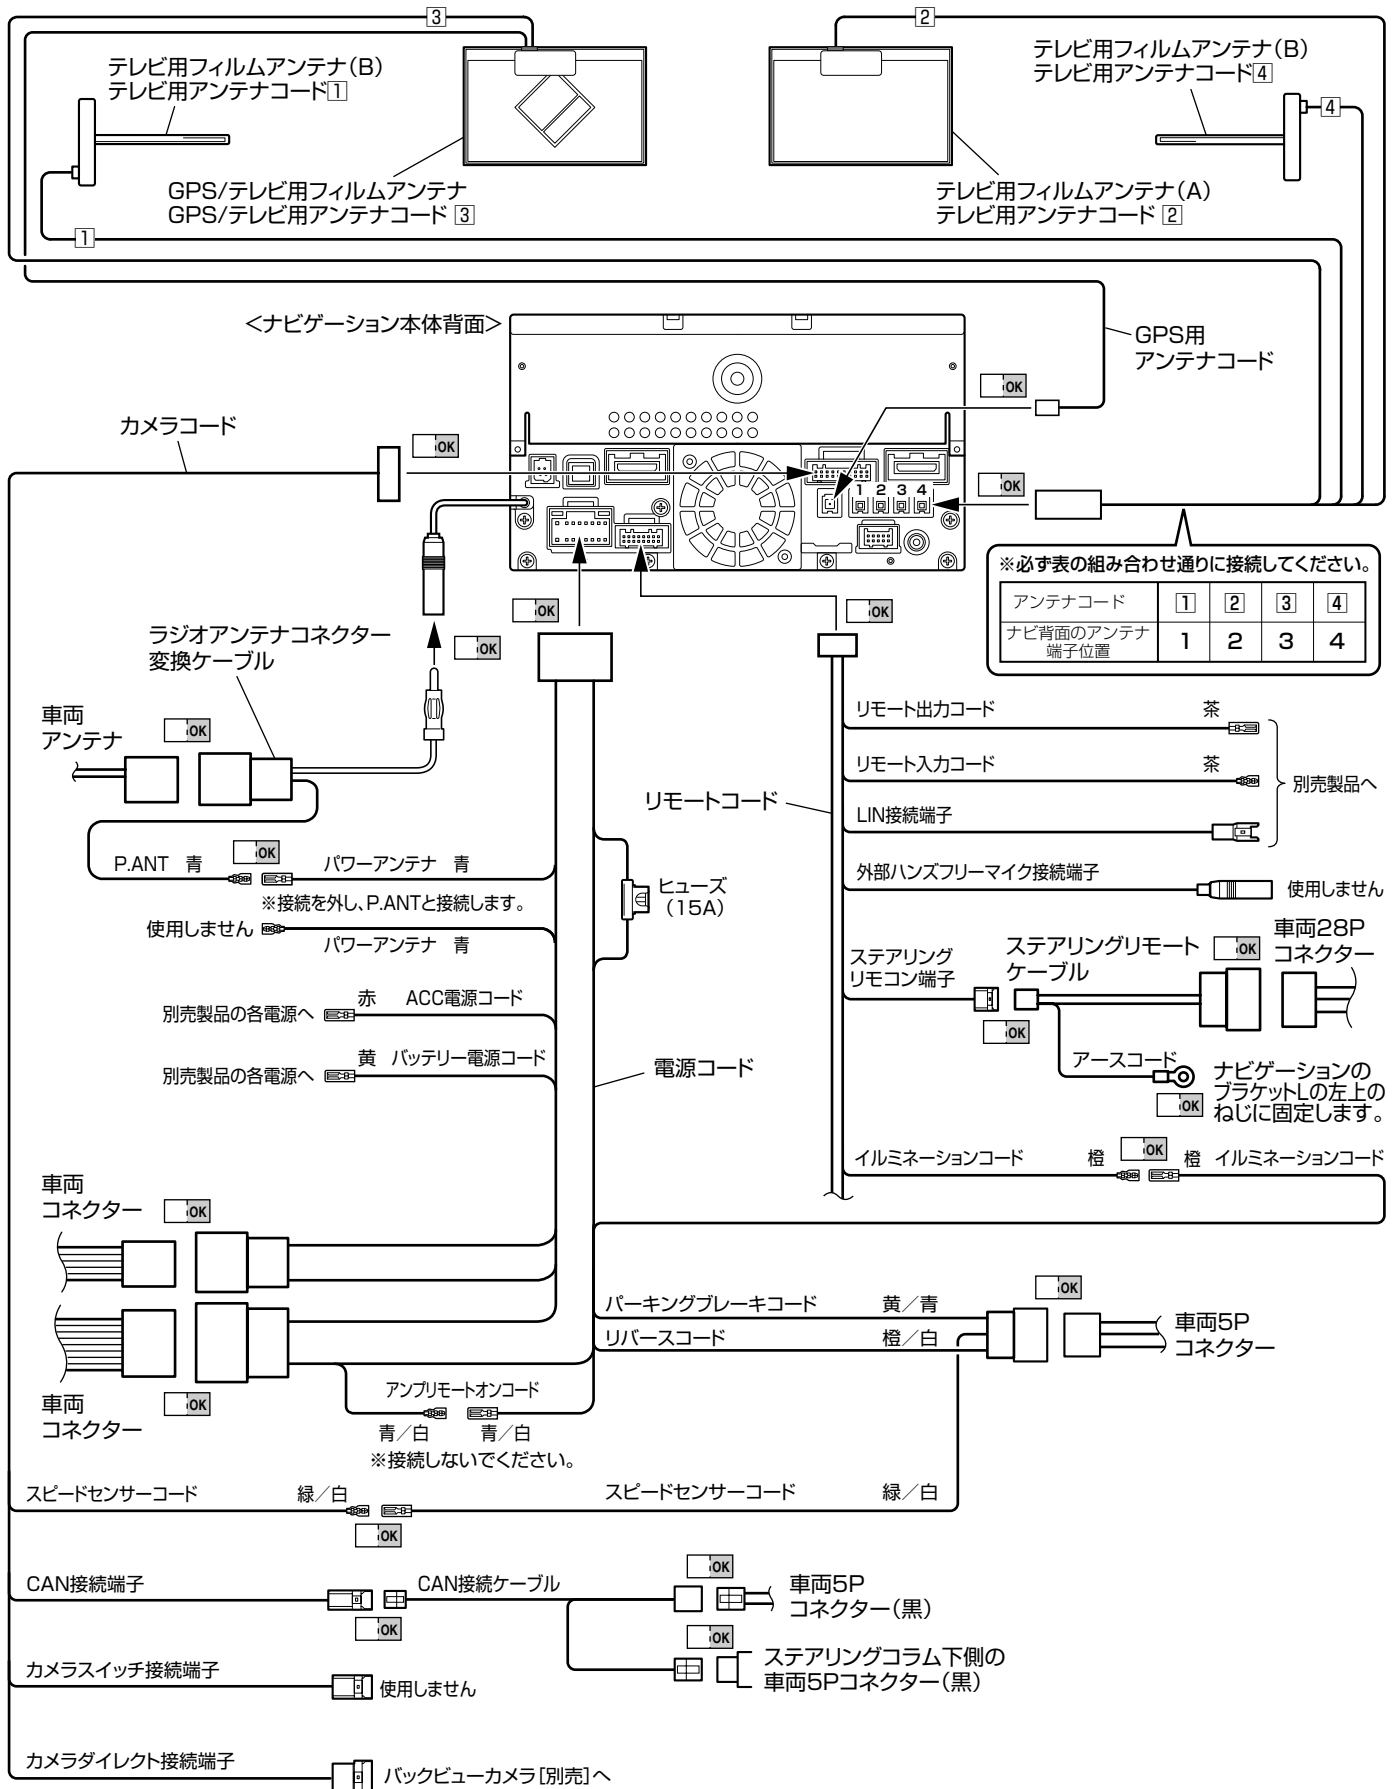 3
2
テレビ用フィルムアンテナ(B)
テレビ用アンテナコード1
テレビ用フィルムアンテナ(B)
テレビ用アンテナコード4
4
GPS/テレビ用フィルムアンテナ
GPS/テレビ用アンテナコード 3
テレビ用フィルムアンテナ(A)
テレビ用アンテナコード 2
1
<ナビゲーション本体背面>
GPS用
アンテナコード
OK
カメラコード
OK
OK
1 2 3 4
※必ず表の組み合わせ通りに接続してください。
アンテナコード 1 2 3 4
ナビ背面のアンテナ
端子位置 1 2 3 4
OK
OK
ラジオアンテナコネクター
変換ケーブル
OK
車両
アンテナ
OK
リモート出力コード 茶
リモート入力コード 茶
別売製品へ
リモートコード
LIN接続端子
P.ANT 青
OK
パワーアンテナ 青
※接続を外し、P.ANTと接続します。
ヒューズ
(15A)
外部ハンズフリーマイク接続端子
使用しません
使用しません
パワーアンテナ 青
ステアリング
リモコン端子
ステアリングリモート
ケーブル
OK
車両28P
コネクター
OK
別売製品の各電源へ
赤 ACC電源コード
別売製品の各電源へ
黄 バッテリー電源コード
電源コード
アースコード
OK
ナビゲーションの
ブラケットLの左上の
ねじに固定します。
イルミネーションコード 橙
OK
橙 イルミネーションコード
車両
コネクター
OK
パーキングブレーキコード 黄/青
リバースコード 橙/白
OK
車両5P
コネクター
車両
コネクター
OK
アンプリモートオンコード
青/白 青/白
※接続しないでください。
スピードセンサーコード 緑/白
OK
スピードセンサーコード 緑/白
CAN接続端子
OK
CAN接続ケーブル
OK
車両5P
コネクター(黒)
OK
ステアリングコラム下側の
車両5Pコネクター(黒)
カメラスイッチ接続端子
使用しません
カメラダイレクト接続端子
バックビューカメラ[別売]へ